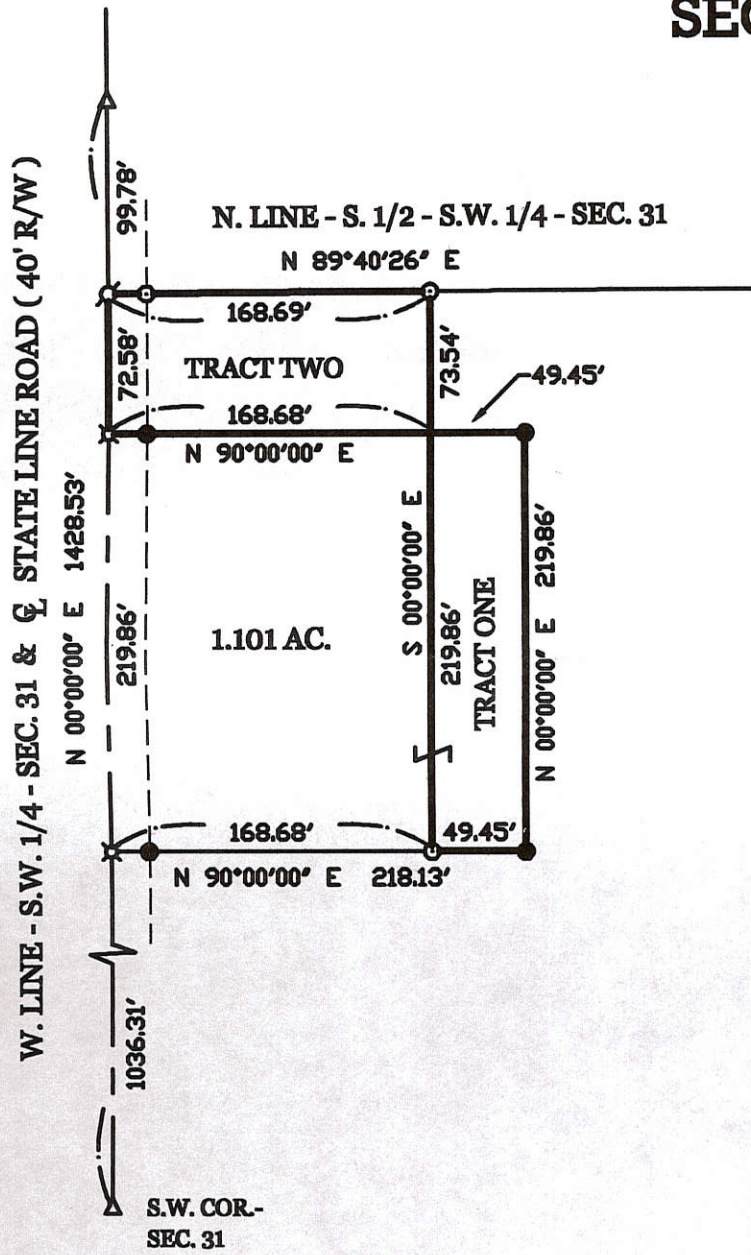 SEC
99.78'
N. LINE - S. 1/2 - S.W. 1/4 - SEC. 31
N 89°40'26" E
168.69'
72.58'
TRACT TWO
73.54'
49.45'
168.68'
N 90°00'00" E
W. LINE - S.W. 1/4 - SEC. 31 & ℄ STATE LINE ROAD ( 40' R/W )
N 00°00'00" E 1428.53'
219.86'
1.101 AC.
S 00°00'00" E
219.86'
TRACT ONE
N 00°00'00" E 219.86'
168.68'
49.45'
N 90°00'00" E 218.13'
1036.31'
S.W. COR.-
SEC. 31